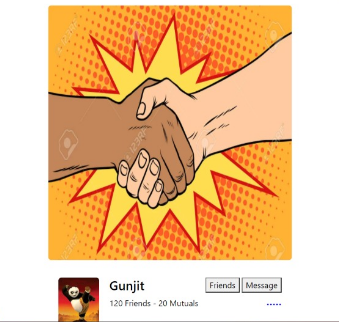 Gunjit
Friends
Message
120 Friends - 20 Mutuals
.....